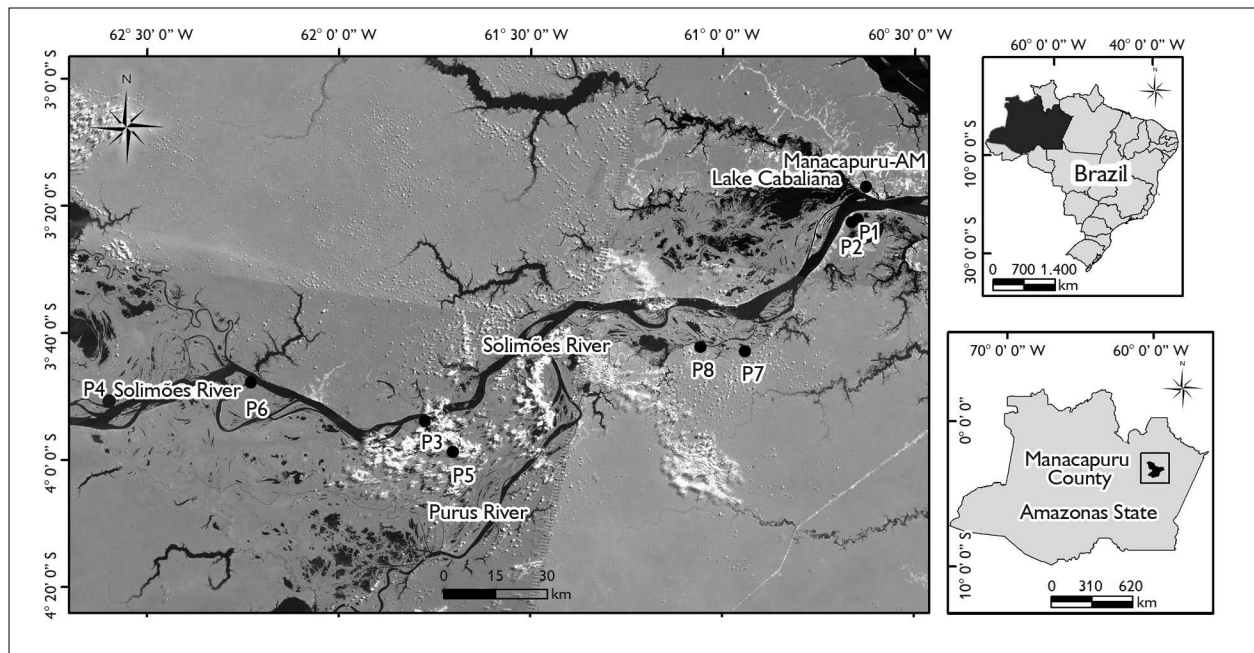 62° 30' 0" W
62° 0' 0" W
61° 30' 0" W
61° 0' 0" W
60° 30' 0" W
3° 0' 0" S
3° 20' 0" S
3° 40' 0" S
4° 0' 0" S
4° 20' 0" S
N
Manacapuru-AM
Lake Cabaliana
P1
P2
Solimões River
P8
P7
P4 Solimões River
P6
P3
P5
Purus River
0 15 30
km
60° 0' 0" W
40° 0' 0" W
10° 0' 0" S
30° 0' 0" S
N
Brazil
0 700 1.400
km
70° 0' 0" W
60° 0' 0" W
0° 0' 0"
10° 0' 0" S
N
Manacapuru
County
Amazonas State
0 310 620
km